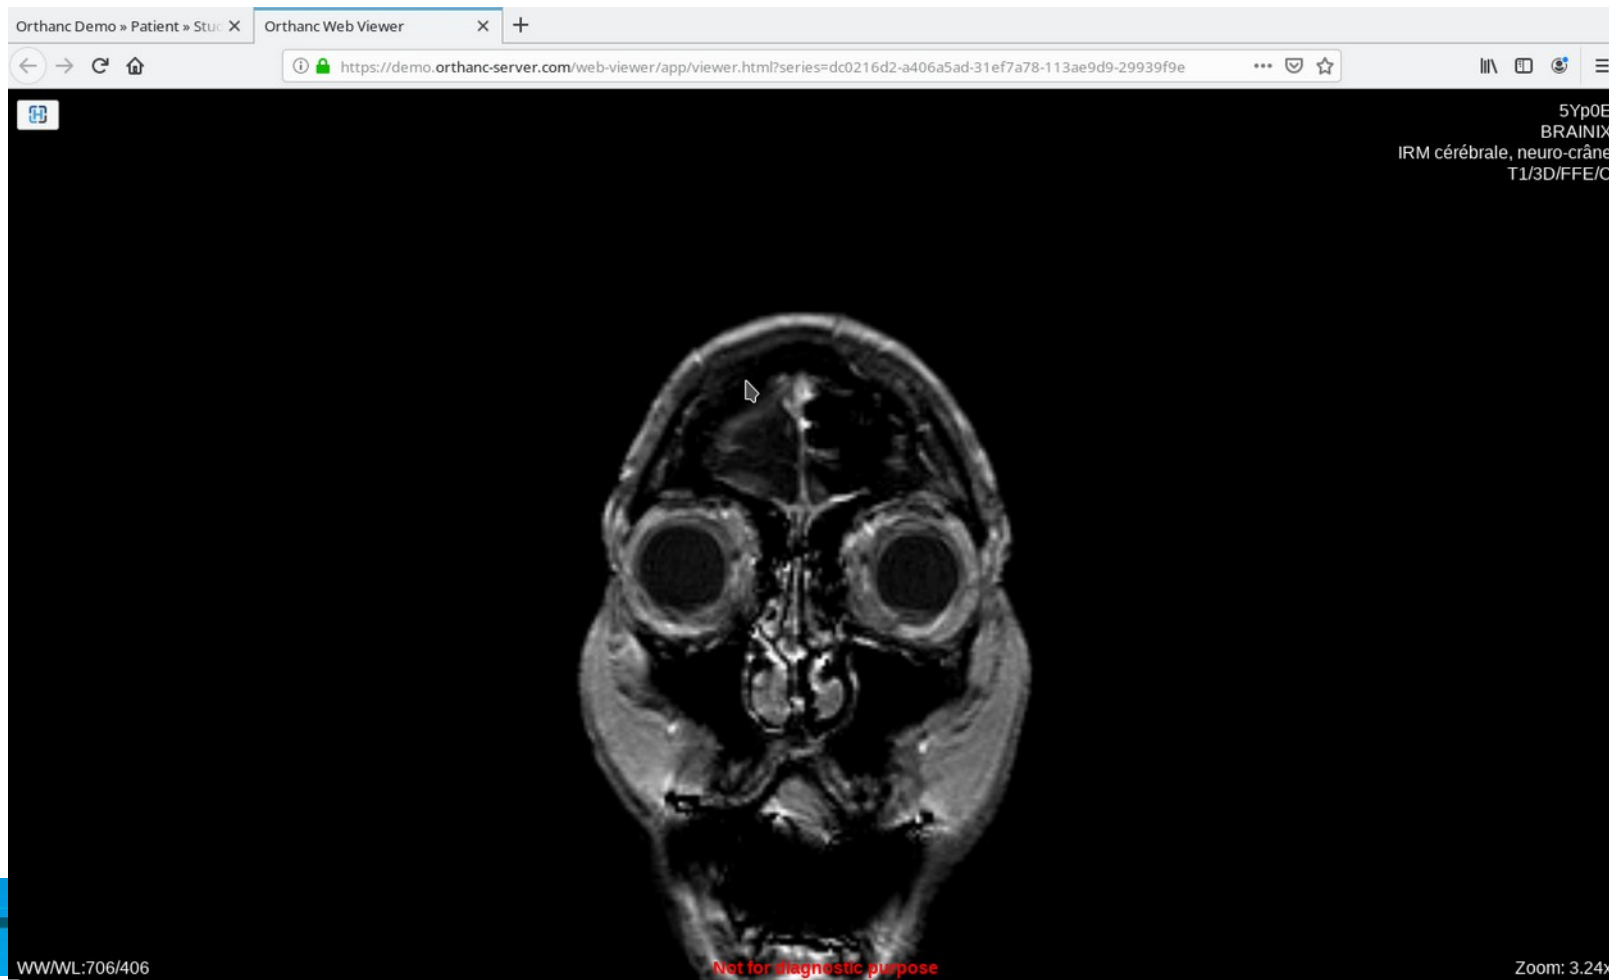 Orthanc Demo » Patient » Stu
Orthanc Web Viewer
https://demo.orthanc-server.com/web-viewer/app/viewer.html?series=dc0216d2-a406a5ad-31ef7a78-113ae9d9-29939f9e
5Yp0E
BRAINIX
IRM cérébrale, neuro-crâne
T1/3D/FFE/C
WW/WL:706/406
Not for diagnostic purpose
Zoom: 3.24x